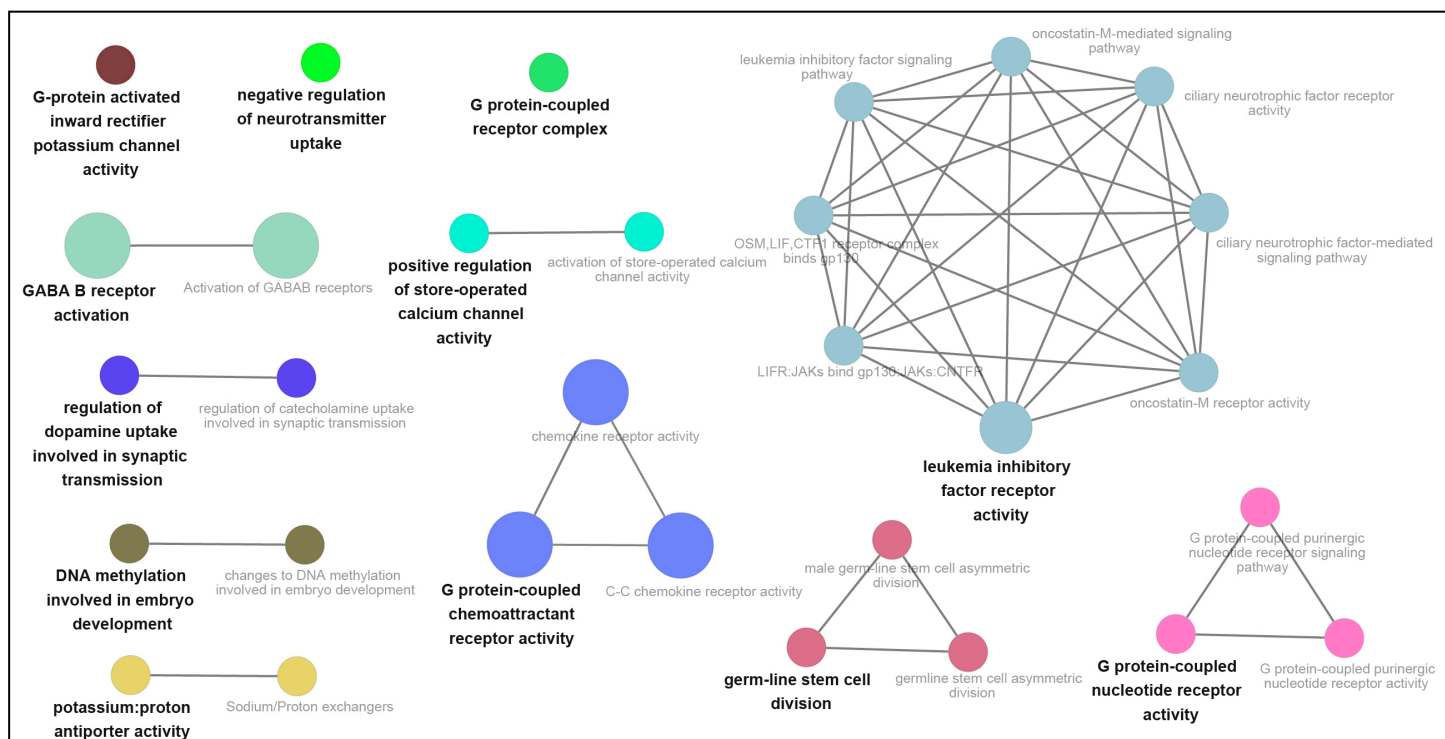 G-protein activated
inward rectifier
potassium channel
activity
negative regulation
of neurotransmitter
uptake
G protein-coupled
receptor complex
oncostatin-M-mediated signaling
pathway
leukemia inhibitory factor signaling
pathway
ciliary neurotrophic factor receptor
activity
GABA B receptor
activation
Activation of GABAB receptors
positive regulation
of store-operated
calcium channel
activity
activation of store-operated calcium
channel activity
OSM,LIF,CTF1 receptor complex
binds gp130
ciliary neurotrophic factor-mediated
signaling pathway
regulation of
dopamine uptake
involved in synaptic
transmission
regulation of catecholamine uptake
involved in synaptic transmission
chemokine receptor activity
LIFR:JAKs bind gp130:JAKs:CNTFR
oncostatin-M receptor activity
leukemia inhibitory
factor receptor
activity
DNA methylation
involved in embryo
development
changes to DNA methylation
involved in embryo development
G protein-coupled
chemoattractant
receptor activity
C-C chemokine receptor activity
male germ-line stem cell asymmetric
division
G protein-coupled purinergic
nucleotide receptor signaling
pathway
germ-line stem cell
division
germline stem cell asymmetric
division
G protein-coupled
nucleotide receptor
activity
G protein-coupled purinergic
nucleotide receptor activity
potassium:proton
antiporter activity
Sodium/Proton exchangers